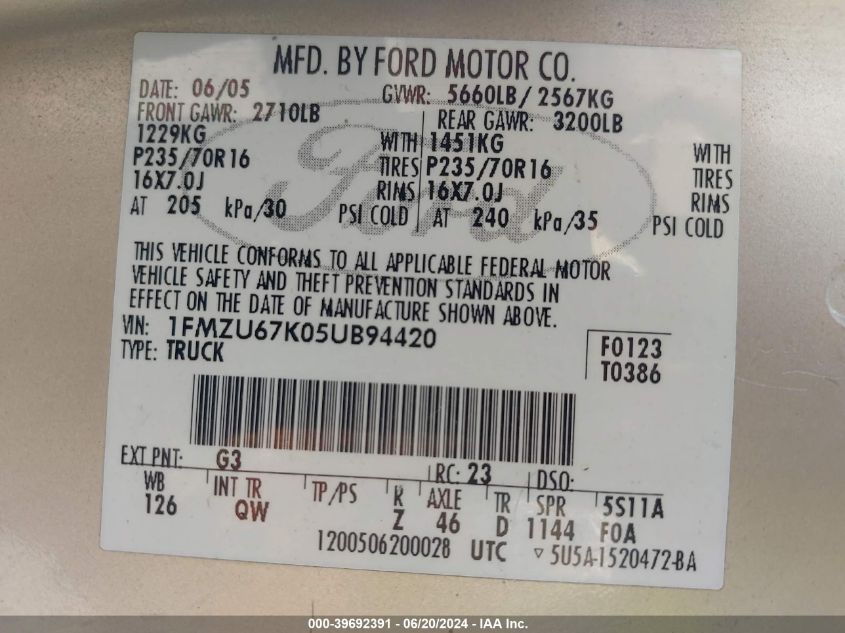 MFD. BY FORD MOTOR CO.
DATE: 06/05 GVWR: 5660LB/ 2567KG
FRONT GAWR: 2710LB REAR GAWR: 3200LB
1229KG WITH 1451KG WITH
P235/70R16 TIRES P235/70R16 TIRES
16X7.0J RIMS 16X7.0J RIMS
AT 205 kPa/30 PSI COLD AT 240 kPa/35 PSI COLD
Ford
THIS VEHICLE CONFORMS TO ALL APPLICABLE FEDERAL MOTOR
VEHICLE SAFETY AND THEFT PREVENTION STANDARDS IN
EFFECT ON THE DATE OF MANUFACTURE SHOWN ABOVE.
VIN: 1FMZU67K05UB94420
TYPE: TRUCK
F0123
T0386
EXT PNT: G3 RC: 23 DSO:
WB INT TR TP/PS R AXLE TR SPR 5S11A
126 QW Z 46 D 1144 F0A
1200506200028 UTC ▿ 5U5A-1520472-BA
000-39692391 - 06/20/2024 - IAA Inc.